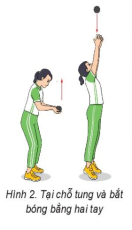 Hình 2. Tại chỗ tung và bắt
bóng bằng hai tay